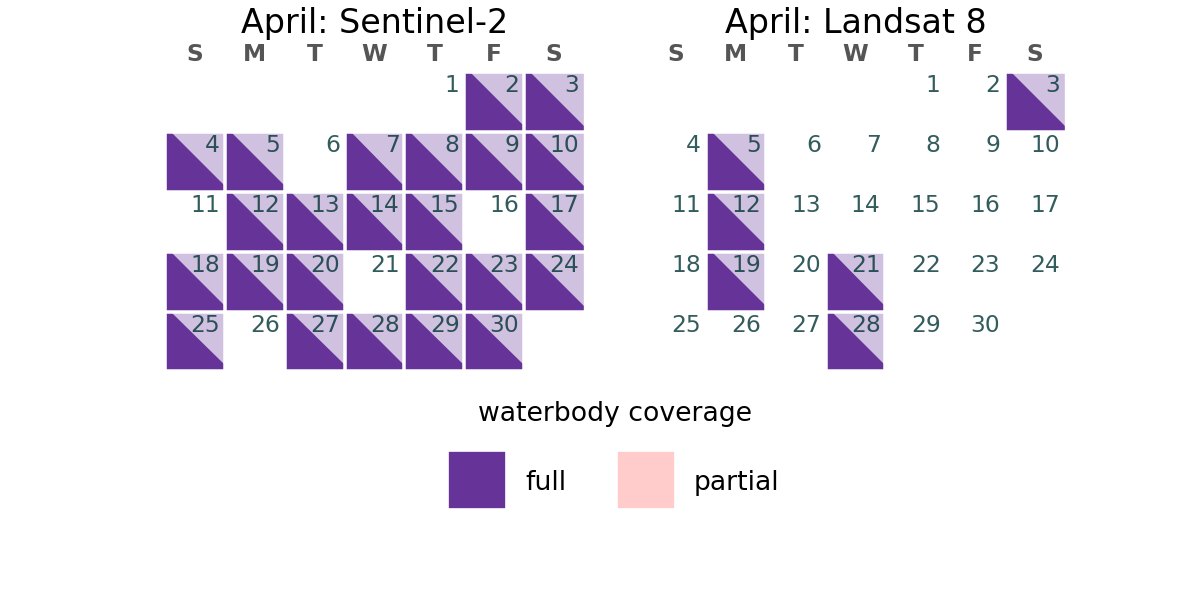 April: Sentinel-2
S M T W T F S
1 2 3
4 5 6 7 8 9 10
11 12 13 14 15 16 17
18 19 20 21 22 23 24
25 26 27 28 29 30
April: Landsat 8
S M T W T F S
1 2 3
4 5 6 7 8 9 10
11 12 13 14 15 16 17
18 19 20 21 22 23 24
25 26 27 28 29 30
waterbody coverage
full partial